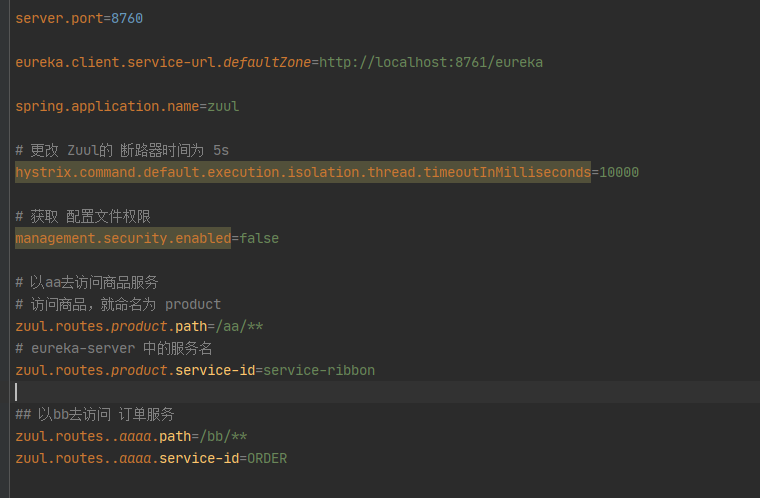 server.port=8760
eureka.client.service-url.defaultZone=http://localhost:8761/eureka
spring.application.name=zuul
# 更改 Zuul的 断路器时间为 5s
hystrix.command.default.execution.isolation.thread.timeoutInMilliseconds=10000
# 获取 配置文件权限
management.security.enabled=false
# 以aa去访问商品服务
# 访问商品，就命名为 product
zuul.routes.product.path=/aa/**
# eureka-server 中的服务名
zuul.routes.product.service-id=service-ribbon
## 以bb去访问 订单服务
zuul.routes..aaaa.path=/bb/**
zuul.routes..aaaa.service-id=ORDER